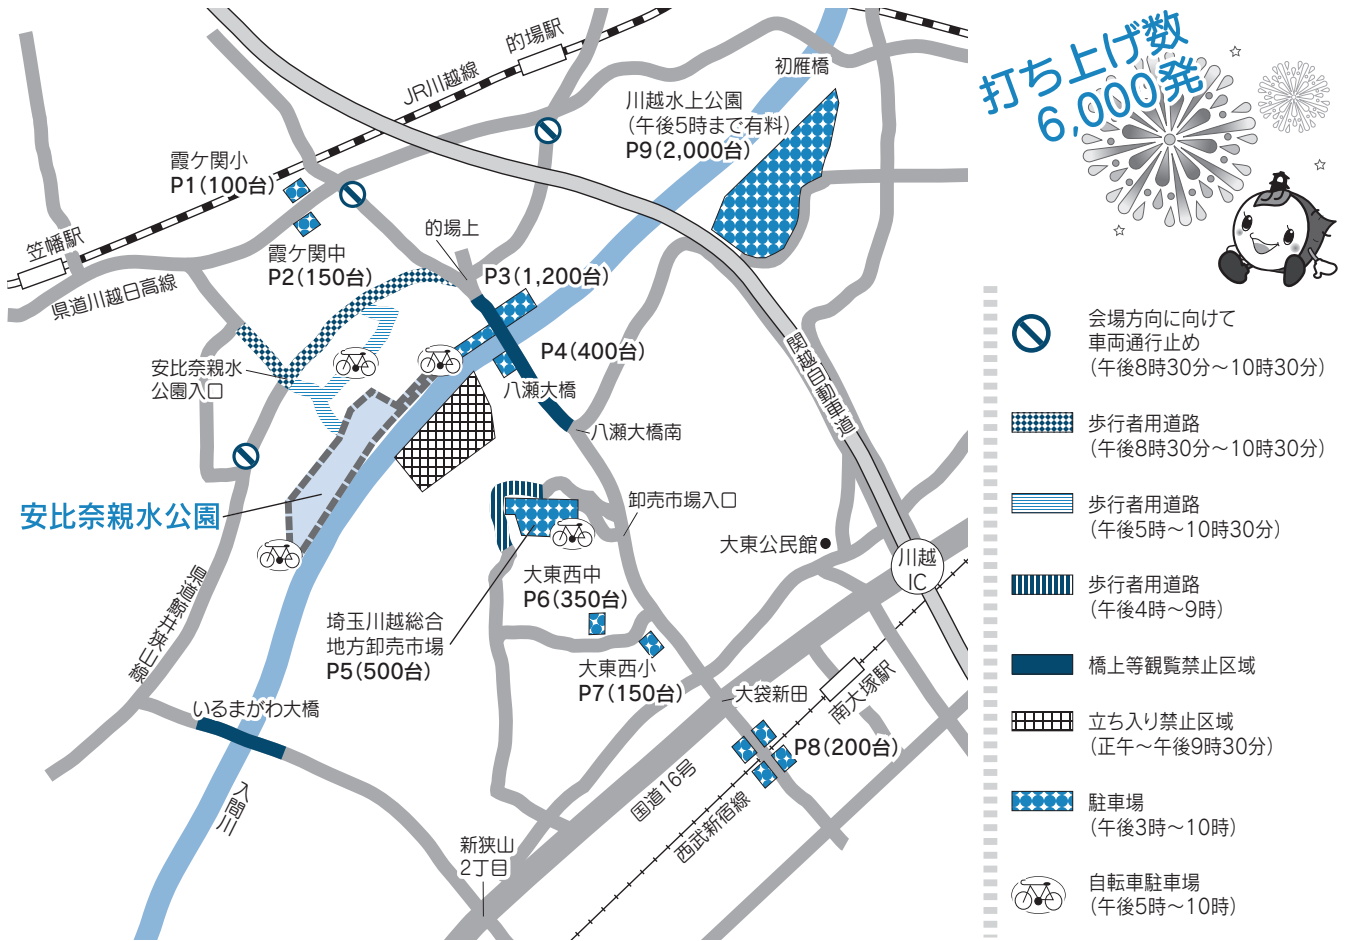 打ち上げ数
6,000発
的場駅
JR川越線
初雁橋
川越水上公園
(午後5時まで有料)
P9(2,000台)
霞ケ関小
P1(100台)
笠幡駅
霞ケ関中
P2(150台)
県道川越日高線
的場上
P3(1,200台)
P4(400台)
八瀬大橋
八瀬大橋南
関越自動車道
安比奈親水
公園入口
安比奈親水公園
卸売市場入口
大東公民館
川越
IC
大東西中
P6(350台)
埼玉川越総合
地方卸売市場
P5(500台)
大東西小
P7(150台)
大袋新田
南大塚駅
P8(200台)
県道鯨井狭山線
いるまがわ大橋
入間川
国道16号
西武新宿線
新狭山
2丁目
会場方向に向けて
車両通行止め
(午後8時30分〜10時30分)
歩行者用道路
(午後8時30分〜10時30分)
歩行者用道路
(午後5時〜10時30分)
歩行者用道路
(午後4時〜9時)
橋上等観覧禁止区域
立ち入り禁止区域
(正午〜午後9時30分)
駐車場
(午後3時〜10時)
自転車駐車場
(午後5時〜10時)